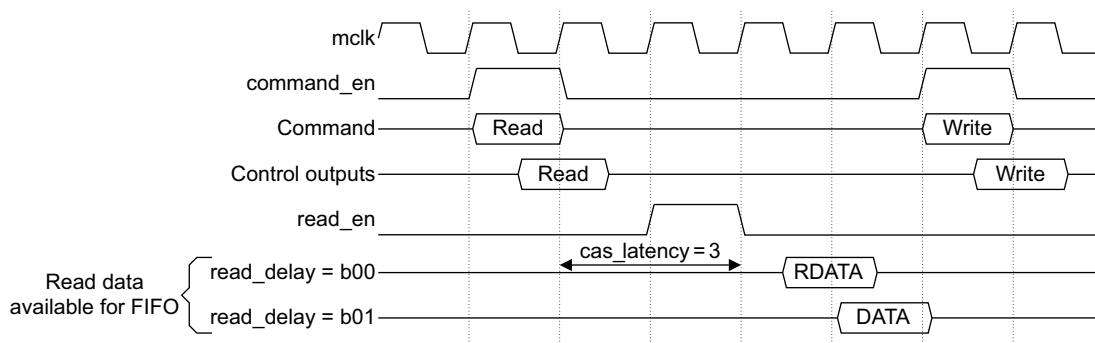 mclk
command_en
Command Read Write
Control outputs Read Write
read_en
cas_latency = 3
Read data
available for FIFO
read_delay = b00 RDATA
read_delay = b01 DATA